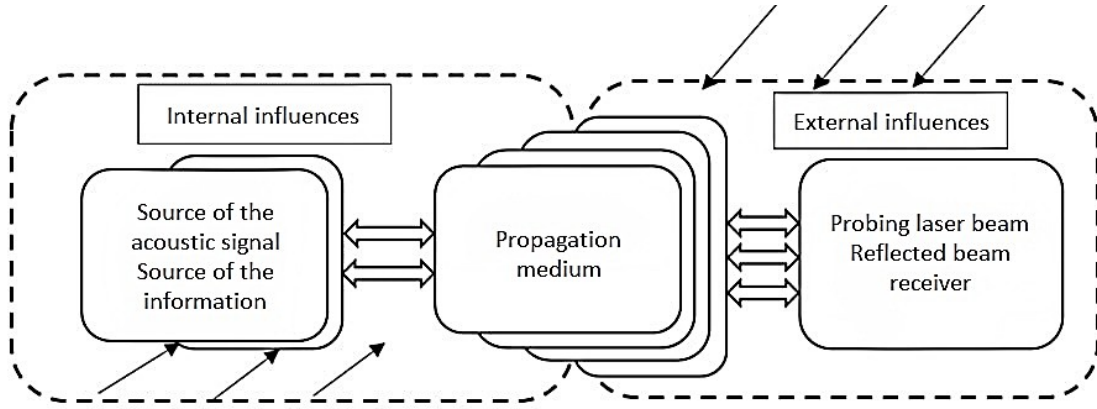 Internal influences
External influences
Source of the
acoustic signal
Source of the
information
Propagation
medium
Probing laser beam
Reflected beam
receiver